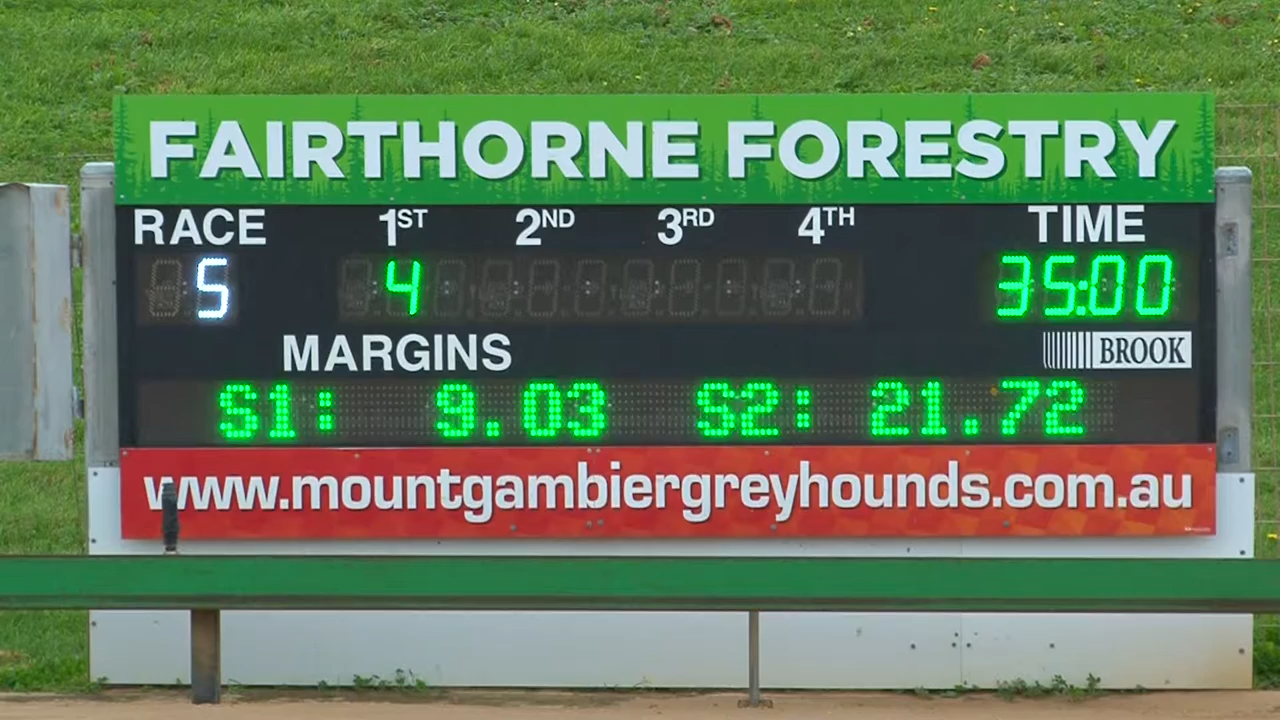 FAIRTHORNE FORESTRY
RACE 1ST 2ND 3RD 4TH TIME
5 4 35:00
MARGINS BROOK
S1: 9.03 S2: 21.72
www.mountgambiergreyhounds.com.au